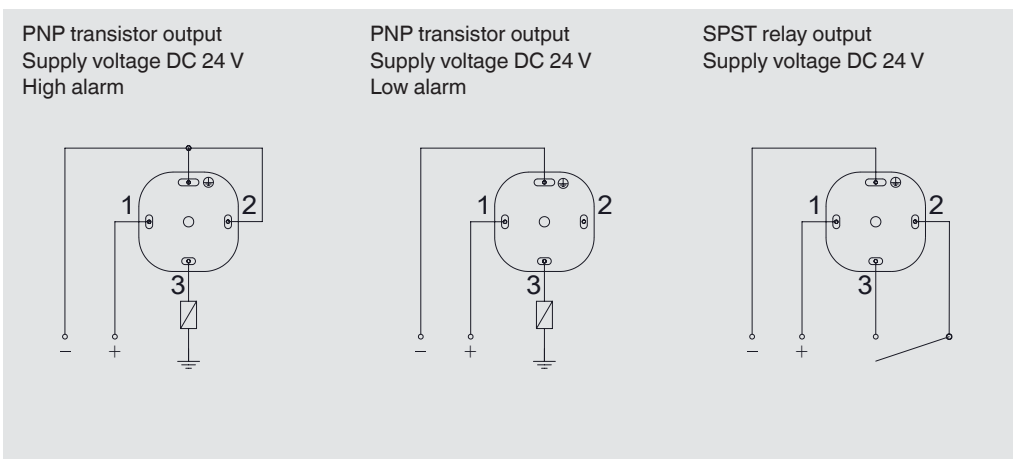 PNP transistor output
Supply voltage DC 24 V
High alarm
1
2
3
–
+
PNP transistor output
Supply voltage DC 24 V
Low alarm
1
2
3
–
+
SPST relay output
Supply voltage DC 24 V
1
2
3
–
+